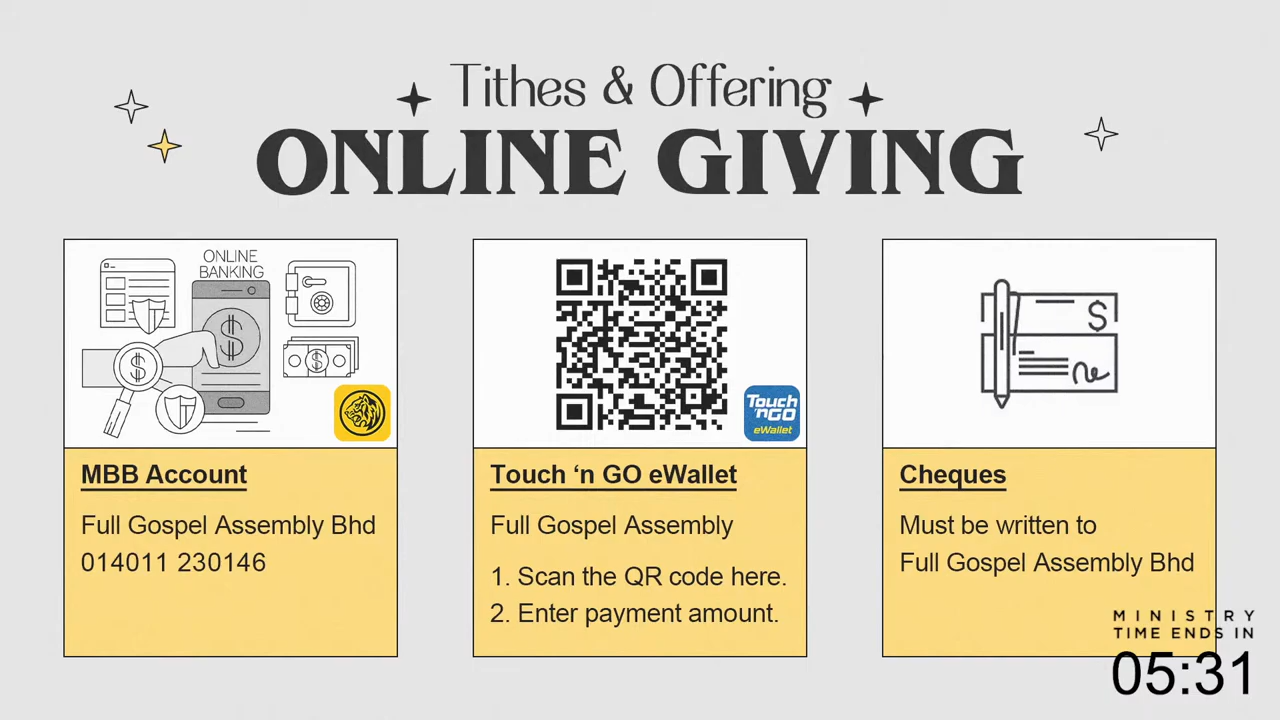 Tithes & Offering
ONLINE GIVING
ONLINE
BANKING
Touch
'nGO
eWallet
MBB Account
Full Gospel Assembly Bhd
014011 230146
Touch ‘n GO eWallet
Full Gospel Assembly
1. Scan the QR code here.
2. Enter payment amount.
Cheques
Must be written to
Full Gospel Assembly Bhd
MINISTRY
TIME ENDS IN
05:31